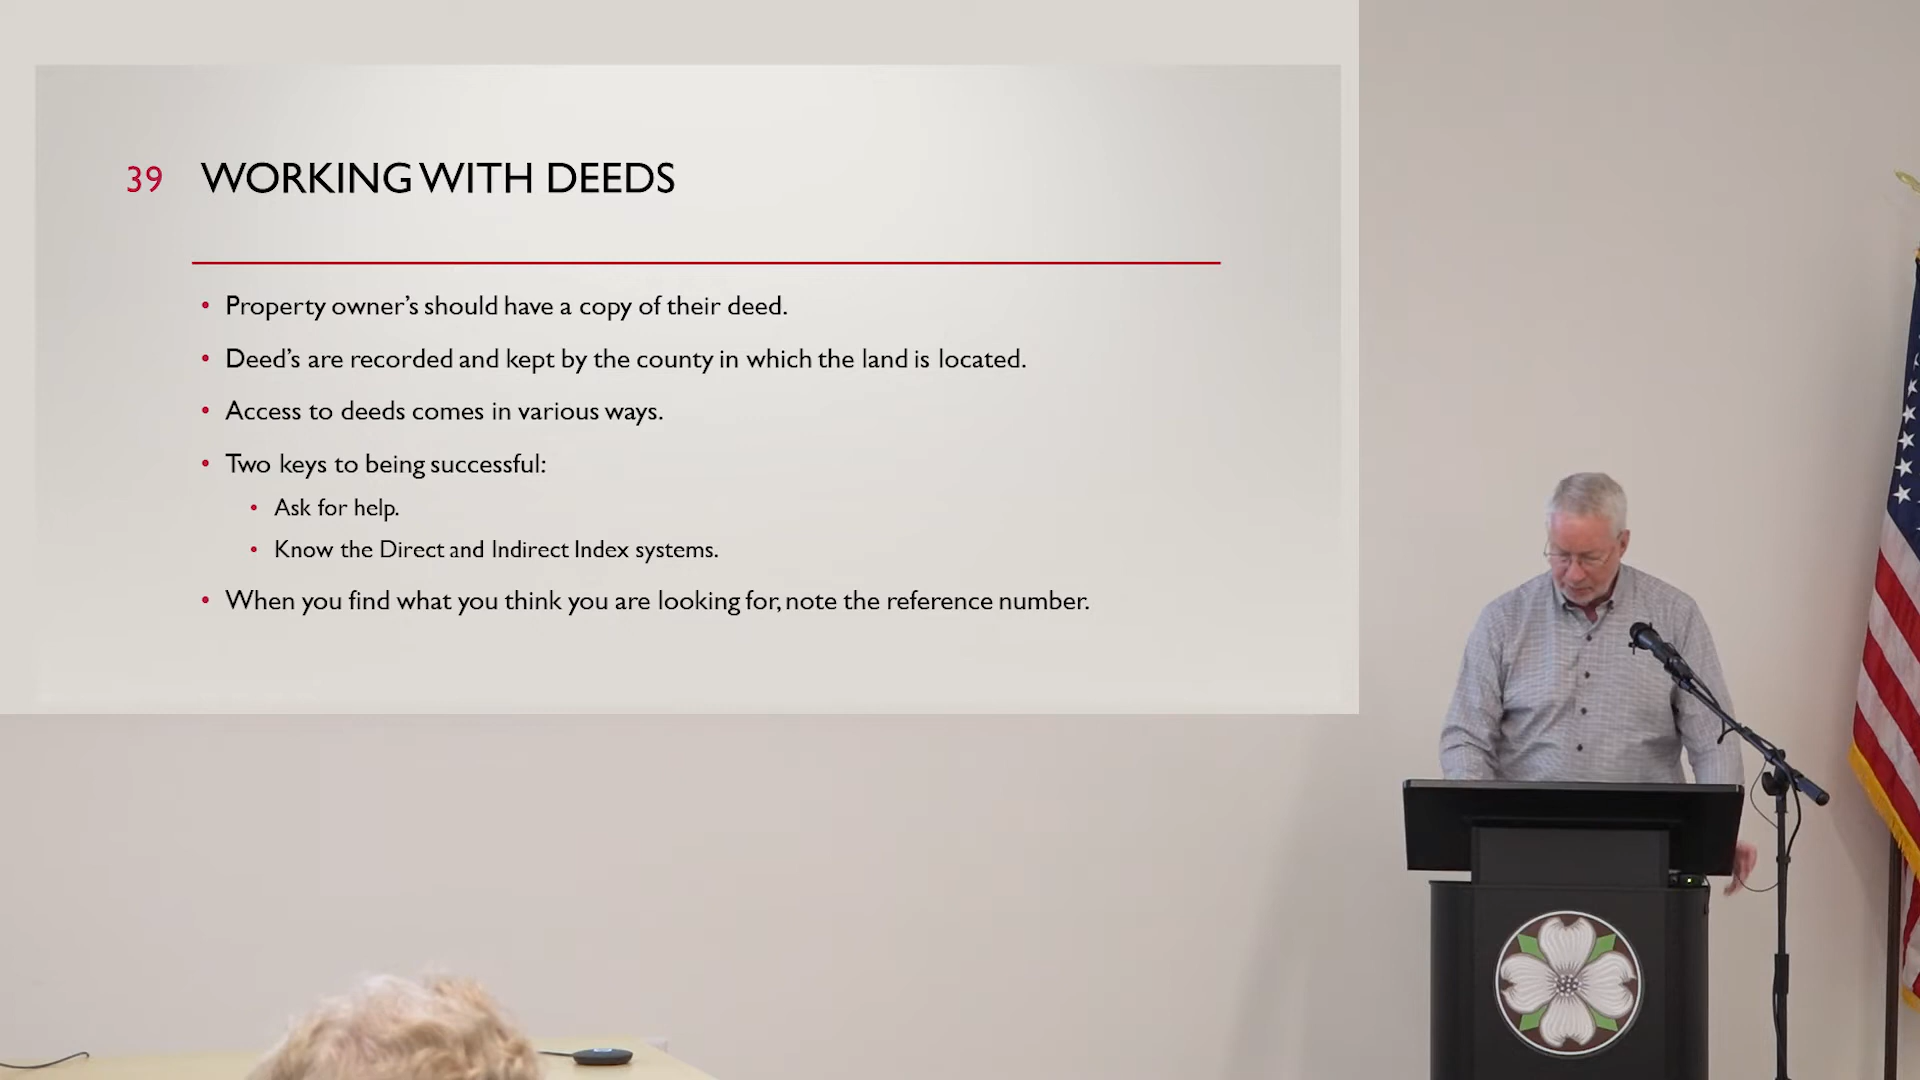 39 WORKING WITH DEEDS
• Property owner's should have a copy of their deed.
• Deed's are recorded and kept by the county in which the land is located.
• Access to deeds comes in various ways.
• Two keys to being successful:
• Ask for help.
• Know the Direct and Indirect Index systems.
• When you find what you think you are looking for, note the reference number.